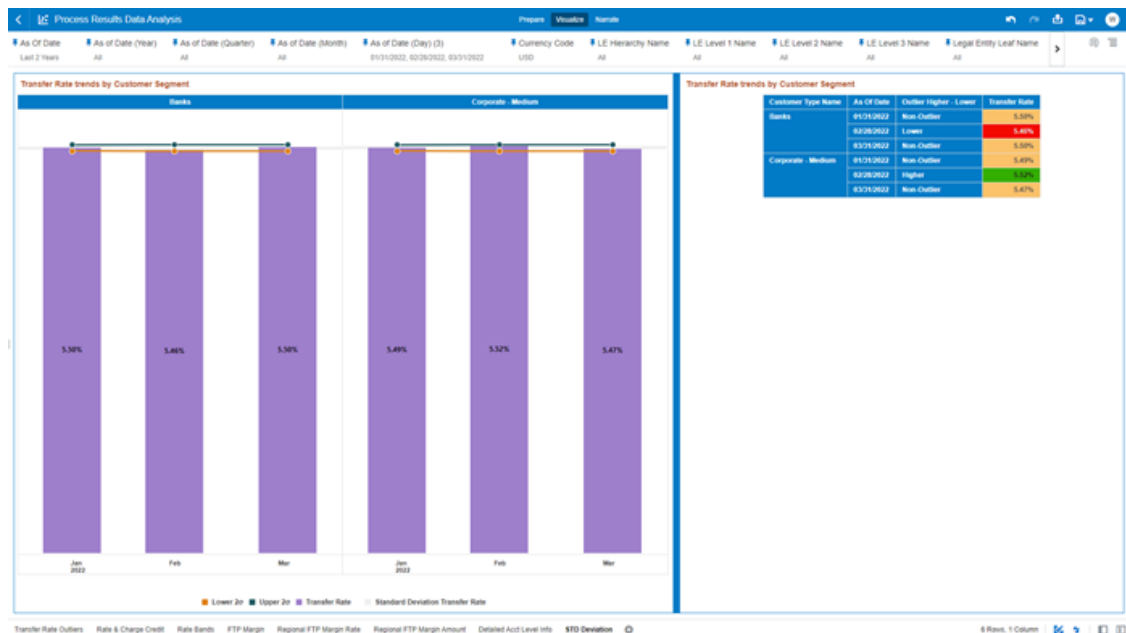 Process Results Data Analysis
Prepare Visualize Narrate
W
As Of Date As of Date (Year) As of Date (Quarter) As of Date (Month) As of Date (Day) (3) Currency Code LE Hierarchy Name LE Level 1 Name LE Level 2 Name LE Level 3 Name Legal Entity Leaf Name
Last 2 Years All All All 01/31/2022, 02/28/2022, 03/31/2022 USD All All All All All
Transfer Rate trends by Customer Segment
Banks Corporate - Medium
5.50% 5.46% 5.50% 5.49% 5.52% 5.47%
Jan Feb Mar Jan Feb Mar
2022 2022
Lower 2σ Upper 2σ Transfer Rate Standard Deviation Transfer Rate
Transfer Rate trends by Customer Segment
Customer Type Name As Of Date Outlier Higher - Lower Transfer Rate
Banks 01/31/2022 Non-Outlier 5.50%
02/28/2022 Lower 5.46%
03/31/2022 Non-Outlier 5.50%
Corporate - Medium 01/31/2022 Non-Outlier 5.49%
02/28/2022 Higher 5.52%
03/31/2022 Non-Outlier 5.47%
Transfer Rate Outliers Rate & Charge Credit Rate Bands FTP Margin Regional FTP Margin Rate Regional FTP Margin Amount Detailed Acct Level Info STD Deviation
6 Rows, 1 Column